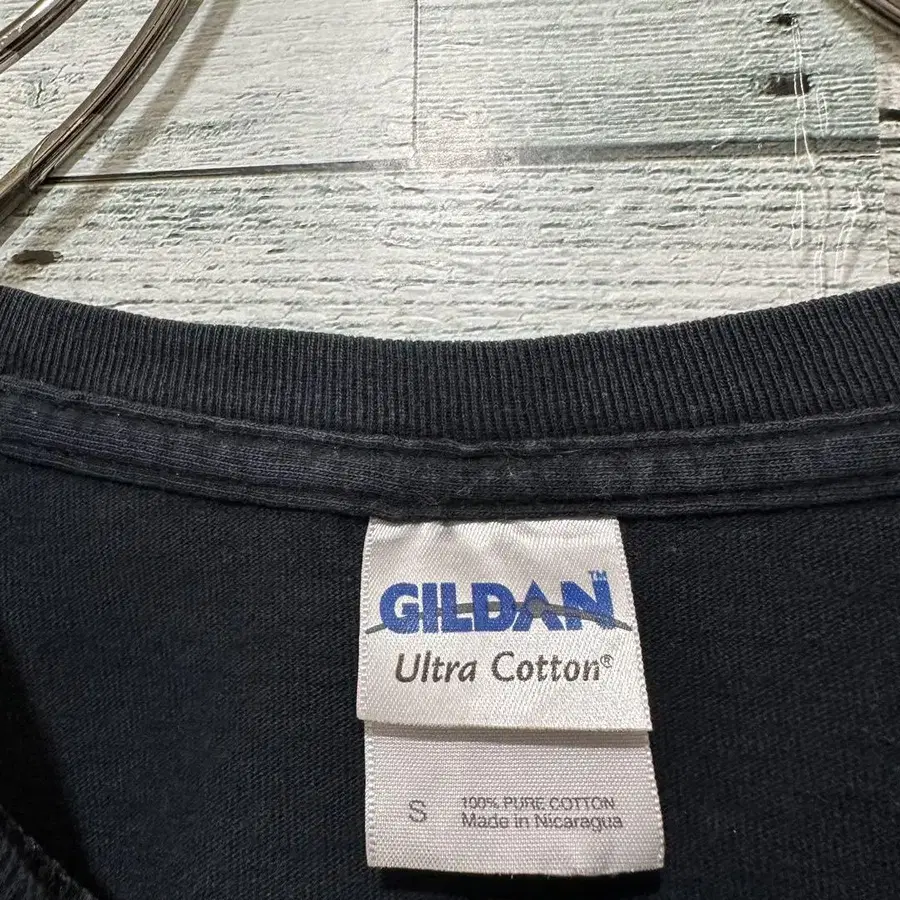 GILDAN™
Ultra Cotton®
S
100% PURE COTTON
Made in Nicaragua